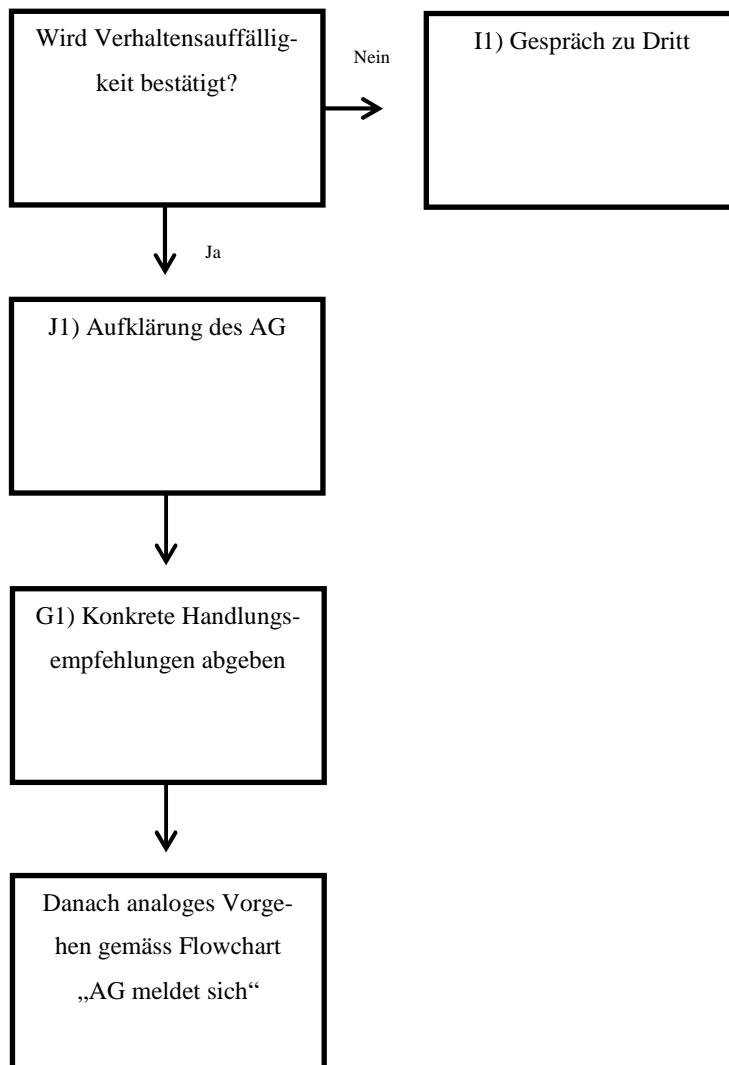 Wird Verhaltensauffällig-
keit bestätigt?
Nein
I1) Gespräch zu Dritt
Ja
J1) Aufklärung des AG
G1) Konkrete Handlungs-
empfehlungen abgeben
Danach analoges Vorge-
hen gemäss Flowchart
„AG meldet sich“